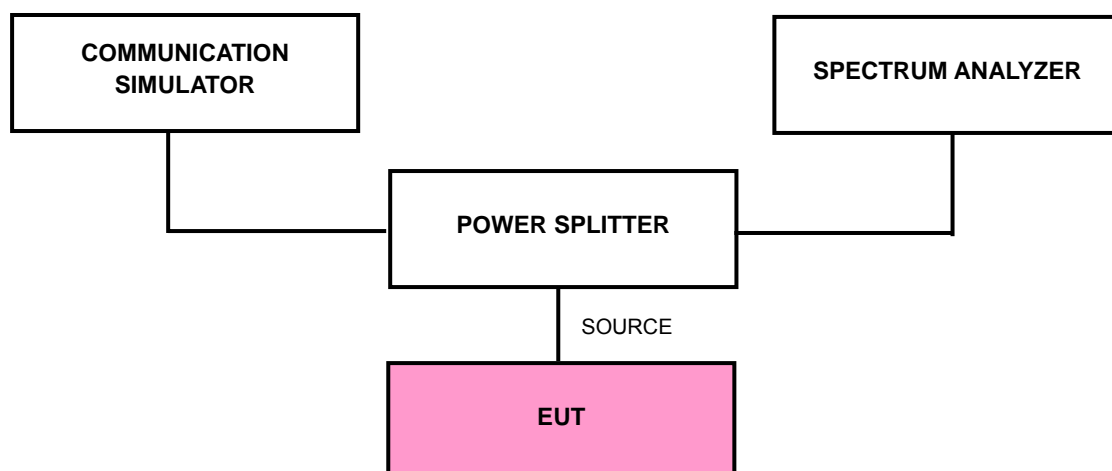 COMMUNICATION
SIMULATOR
SPECTRUM ANALYZER
POWER SPLITTER
SOURCE
EUT